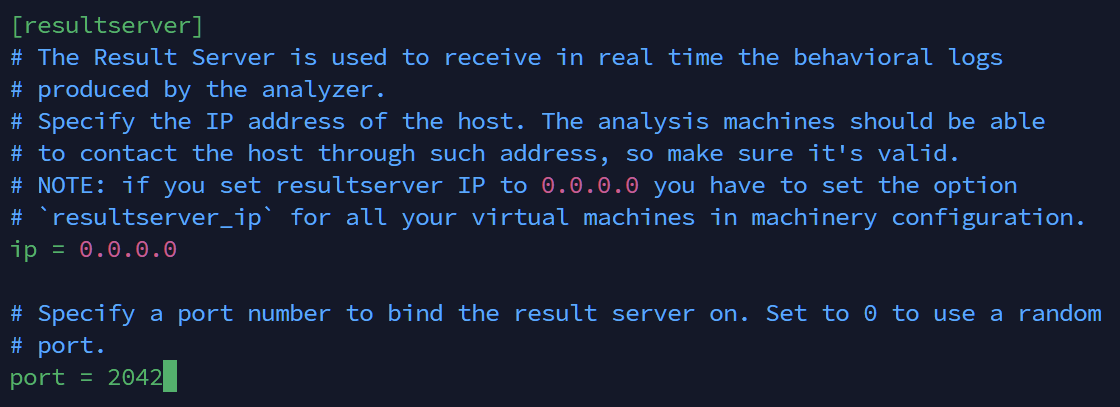 [resultserver]
# The Result Server is used to receive in real time the behavioral logs
# produced by the analyzer.
# Specify the IP address of the host. The analysis machines should be able
# to contact the host through such address, so make sure it's valid.
# NOTE: if you set resultserver IP to 0.0.0.0 you have to set the option
# `resultserver_ip` for all your virtual machines in machinery configuration.
ip = 0.0.0.0
# Specify a port number to bind the result server on. Set to 0 to use a random
# port.
port = 2042